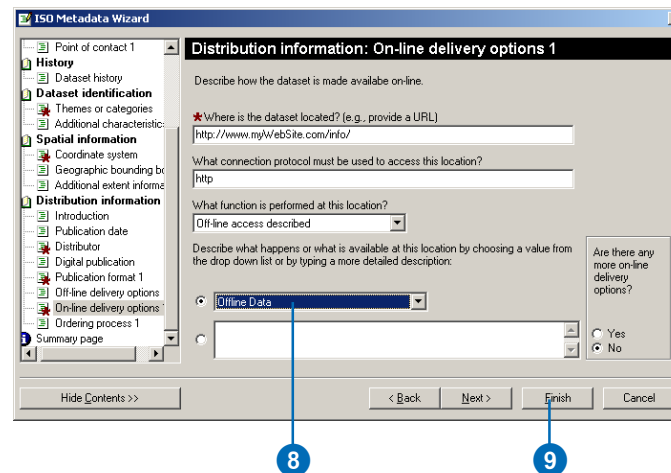 ISO Metadata Wizard
Point of contact 1
History
Dataset history
Dataset identification
Themes or categories
Additional characteristic
Spatial information
Coordinate system
Geographic bounding bo
Additional extent informa
Distribution information
Introduction
Publication date
Distributor
Digital publication
Publication format 1
Off-line delivery options
On-line delivery options 1
Ordering process 1
Summary page
Distribution information: On-line delivery options 1
Describe how the dataset is made availabe on-line.
*Where is the dataset located? (e.g., provide a URL)
http://www.myWebSite.com/info/
What connection protocol must be used to access this location?
http
What function is performed at this location?
Off-line access described
Describe what happens or what is available at this location by choosing a value from
the drop down list or by typing a more detailed description:
Offline Data
Are there any
more on-line
delivery
options?
Yes
No
Hide Contents >>
< Back
Next >
Finish
Cancel
8
9